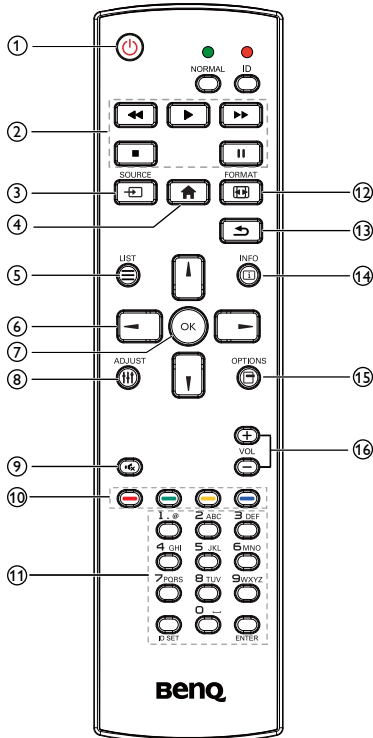 1
NORMAL ID
2
SOURCE FORMAT
3
12
4
13
LIST INFO
5
14
6
OK
7
ADJUST OPTIONS
8
15
+
VOL
16
9
−
10
1 . @ 2 ABC 3 DEF
4 GHI 5 JKL 6 MNO
11
7 PQRS 8 TUV 9 WXYZ
0 ⎵
ID SET ENTER
BenQ